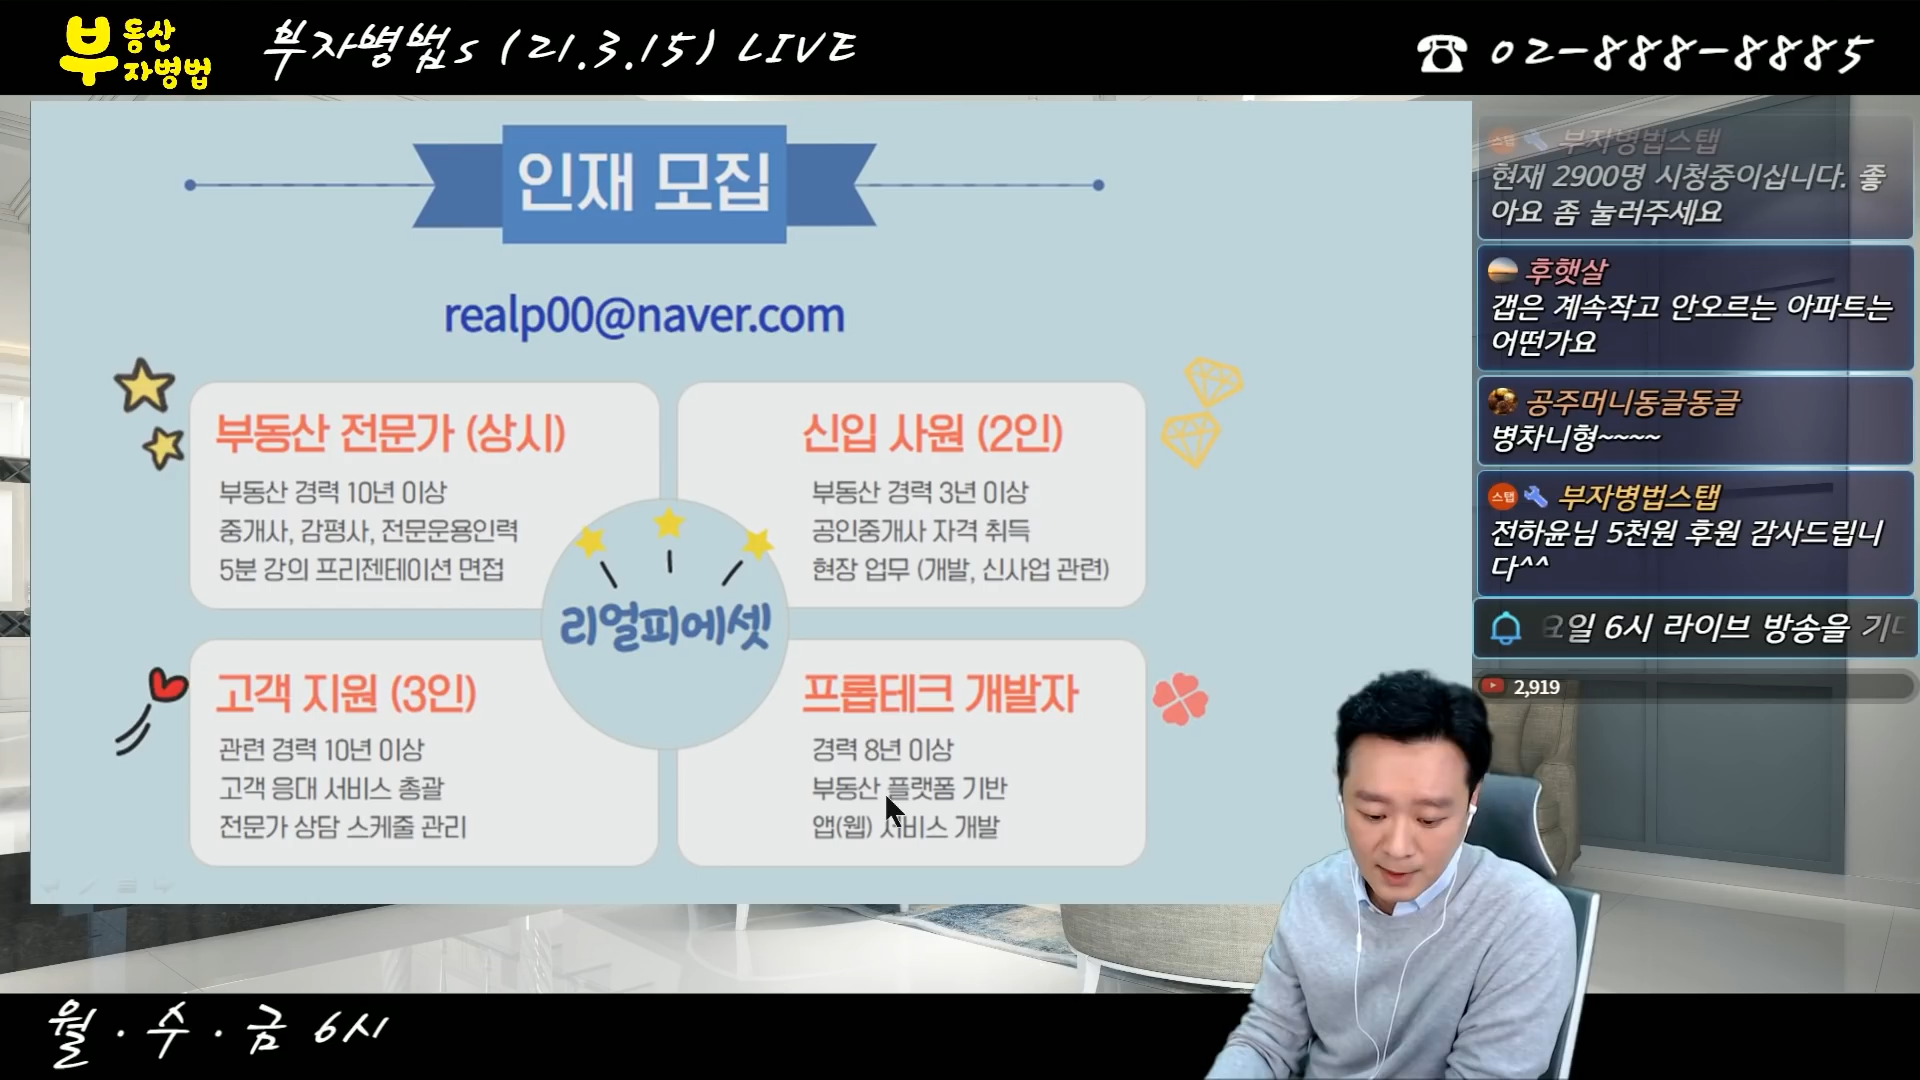 부동산
자병법
부자병법s (21.3.15) LIVE
☎ 02-888-8885
인재 모집
realp00@naver.com
부동산 전문가 (상시)
부동산 경력 10년 이상
중개사, 감평사, 전문운용인력
5분 강의 프리젠테이션 면접
신입 사원 (2인)
부동산 경력 3년 이상
공인중개사 자격 취득
현장 업무 (개발, 신사업 관련)
리얼피에셋
고객 지원 (3인)
관련 경력 10년 이상
고객 응대 서비스 총괄
전문가 상담 스케줄 관리
프롭테크 개발자
경력 8년 이상
부동산 플랫폼 기반
앱(웹) 서비스 개발
스탭 부자병법스탭
현재 2900명 시청중이십니다. 좋
아요 좀 눌러주세요
후햇살
갭은 계속작고 안오르는 아파트는
어떤가요
공주머니동글동글
병차니형~~~~
스탭 부자병법스탭
전하윤님 5천원 후원 감사드립니
다^^
요일 6시 라이브 방송을 기다
2,919
월·수·금 6시